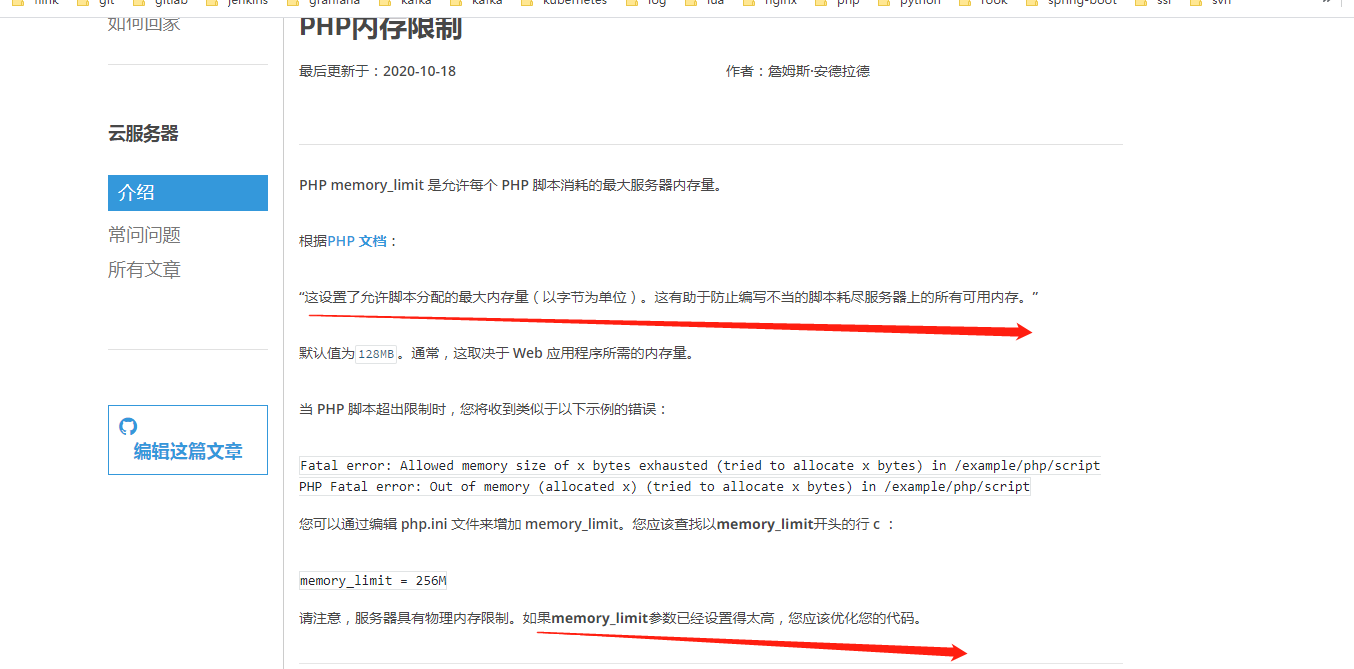 flink git gitlab jenkins grafana kafka kafka kubernetes log lua nginx php python rook spring-boot ssl svn
如何回家
PHP内存限制
最后更新于：2020-10-18 作者：詹姆斯·安德拉德
云服务器
介绍
常问问题
所有文章
编辑这篇文章
PHP memory_limit 是允许每个 PHP 脚本消耗的最大服务器内存量。
根据PHP 文档：
“这设置了允许脚本分配的最大内存量（以字节为单位）。这有助于防止编写不当的脚本耗尽服务器上的所有可用内存。”
默认值为128MB。通常，这取决于 Web 应用程序所需的内存量。
当 PHP 脚本超出限制时，您将收到类似于以下示例的错误：
Fatal error: Allowed memory size of x bytes exhausted (tried to allocate x bytes) in /example/php/script
PHP Fatal error: Out of memory (allocated x) (tried to allocate x bytes) in /example/php/script
您可以通过编辑 php.ini 文件来增加 memory_limit。您应该查找以memory_limit开头的行 c ：
memory_limit = 256M
请注意，服务器具有物理内存限制。如果memory_limit参数已经设置得太高，您应该优化您的代码。